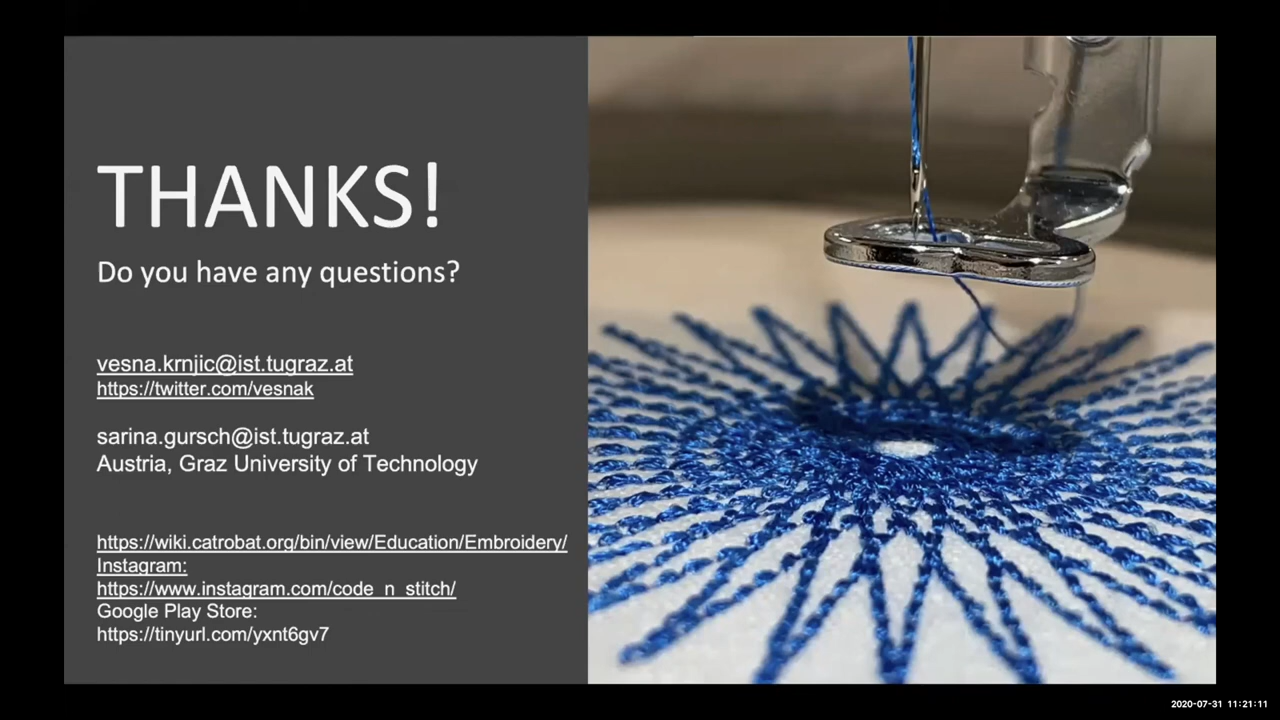 THANKS!
Do you have any questions?
vesna.krnjic@ist.tugraz.at
https://twitter.com/vesnak
sarina.gursch@ist.tugraz.at
Austria, Graz University of Technology
https://wiki.catrobat.org/bin/view/Education/Embroidery/
Instagram:
https://www.instagram.com/code_n_stitch/
Google Play Store:
https://tinyurl.com/yxnt6gv7
2020-07-31 11:21:11